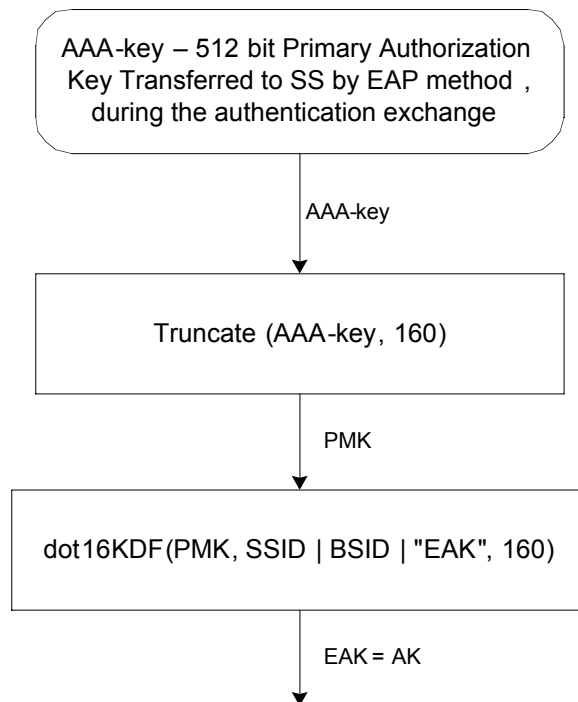 AAA-key – 512 bit Primary Authorization
Key Transferred to SS by EAP method ,
during the authentication exchange
AAA-key
Truncate (AAA-key, 160)
PMK
dot16KDF(PMK, SSID | BSID | "EAK", 160)
EAK = AK